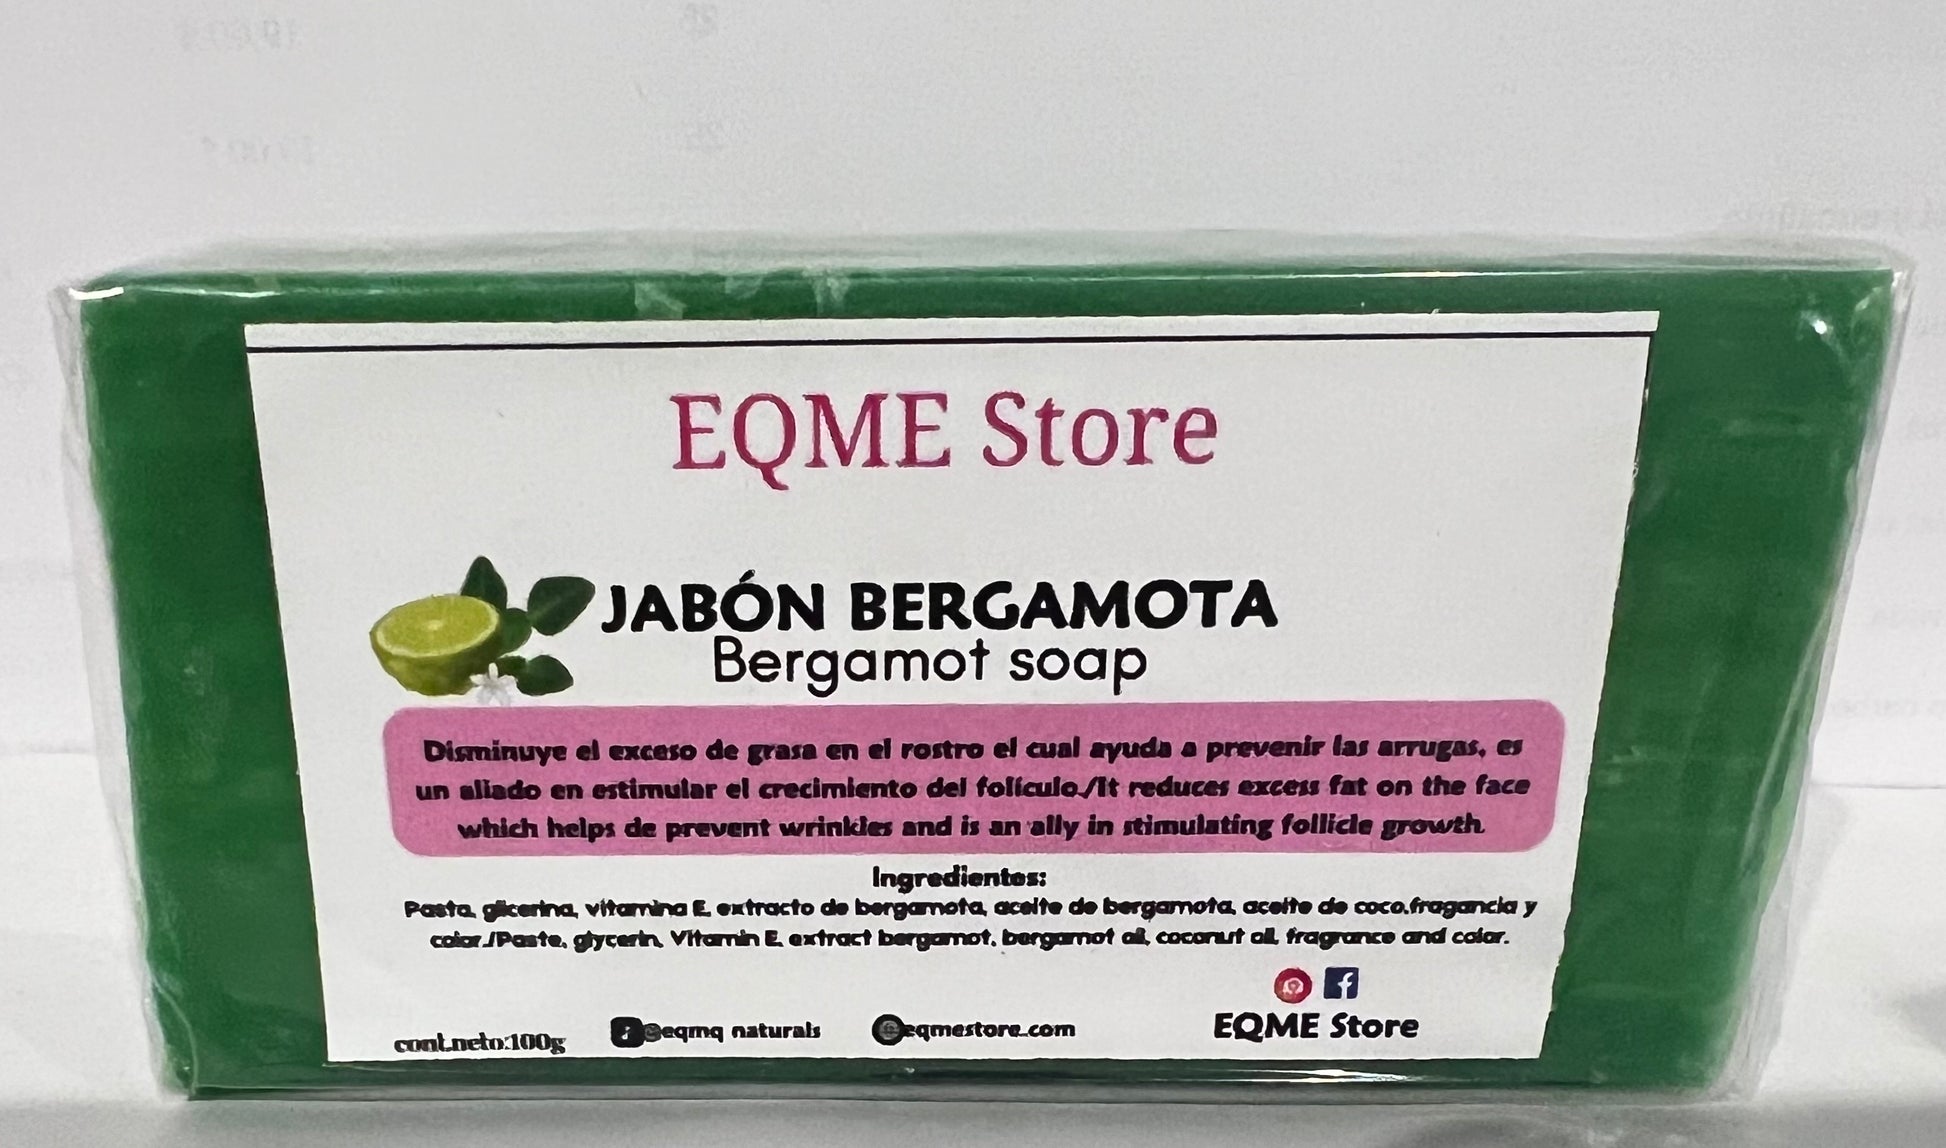 EQME Store
JABÓN BERGAMOTA
Bergamot soap
Disminuye el exceso de grasa en el rostro el cual ayuda a prevenir las arrugas, es
un aliado en estimular el crecimiento del folículo./It reduces excess fat on the face
which helps de prevent wrinkles and is an ally in stimulating follicle growth.
Ingredientes:
Pasta, glicerina, vitamina E, extracto de bergamota, aceite de bergamota, aceite de coco,fragancia y
color./Paste, glycerin, Vitamin E, extract bergamot, bergamot oil, coconut oil, fragrance and color.
cont.neto:100g
@eqmq naturals
eqmestore.com
EQME Store